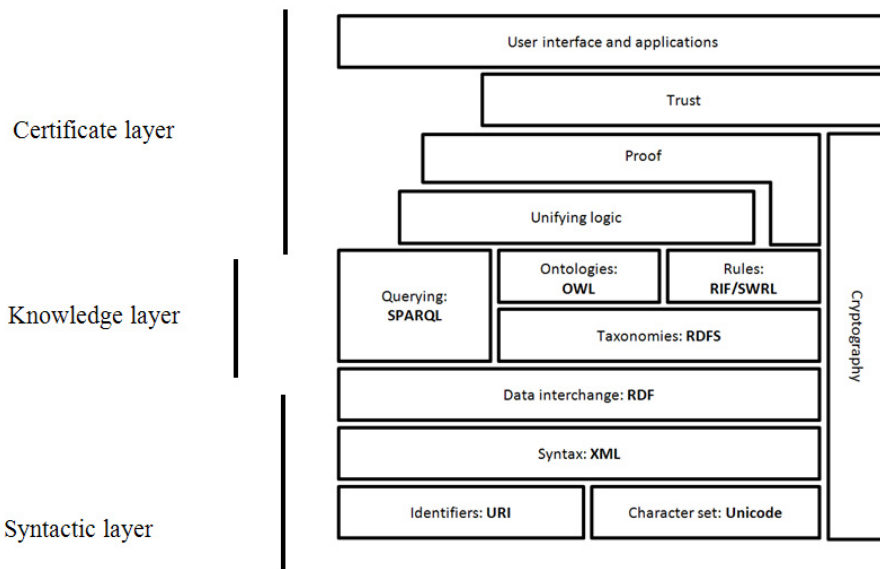 User interface and applications
Trust
Certificate layer
Proof
Unifying logic
Querying:
SPARQL
Ontologies:
OWL
Rules:
RIF/SWRL
Knowledge layer
Taxonomies: RDFS
Cryptography
Data interchange: RDF
Syntax: XML
Identifiers: URI
Character set: Unicode
Syntactic layer